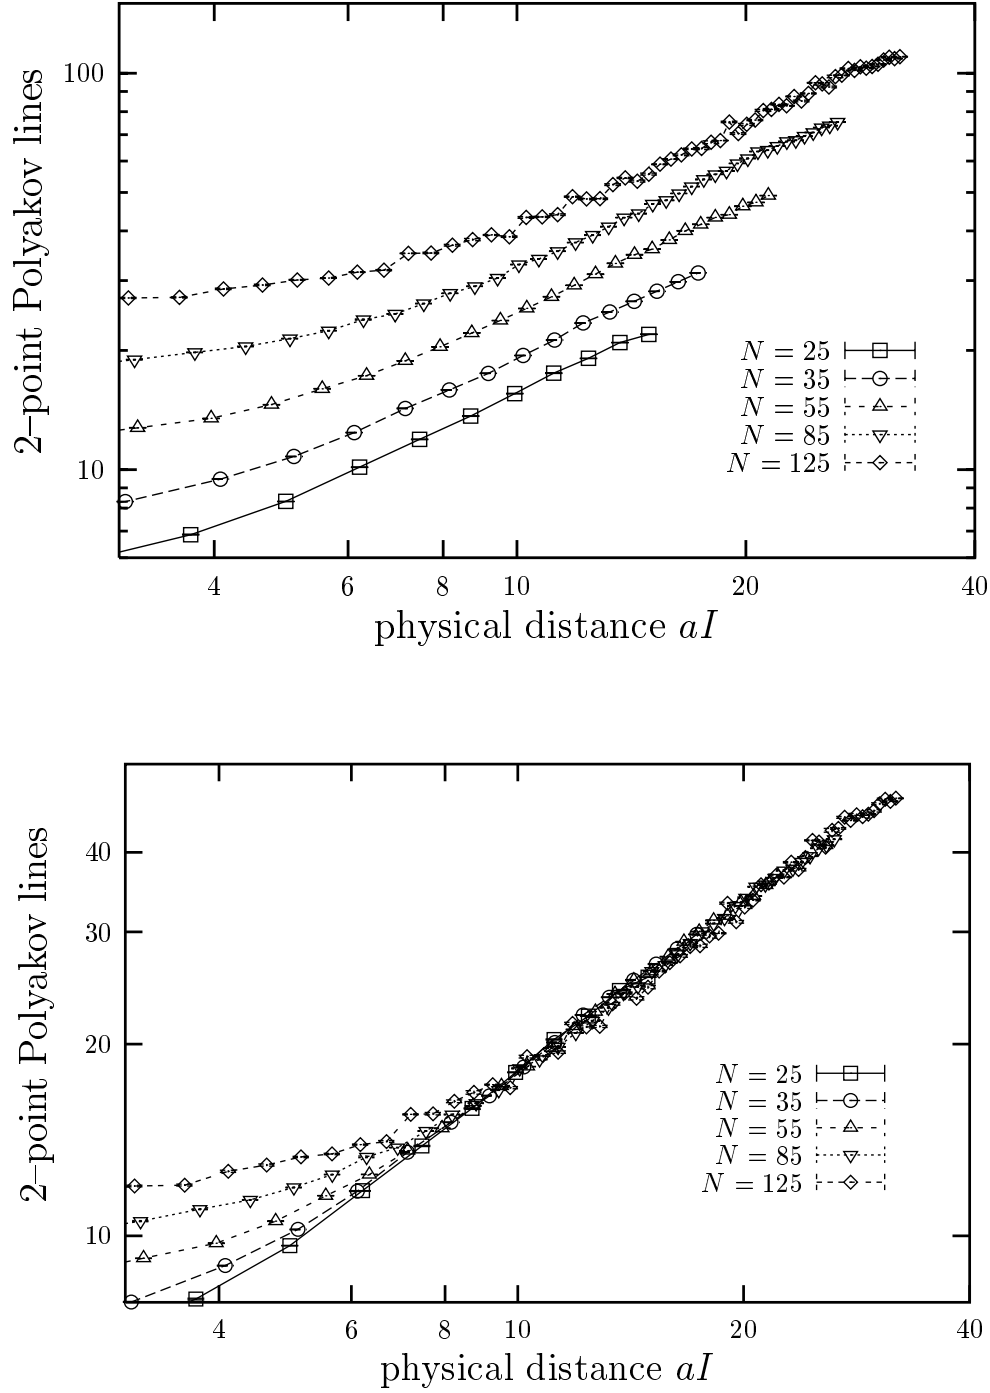 2–point Polyakov lines
100
10
N = 25
N = 35
N = 55
N = 85
N = 125
4 6 8 10 20 40
physical distance aI
2–point Polyakov lines
40
30
20
10
N = 25
N = 35
N = 55
N = 85
N = 125
4 6 8 10 20 40
physical distance aI